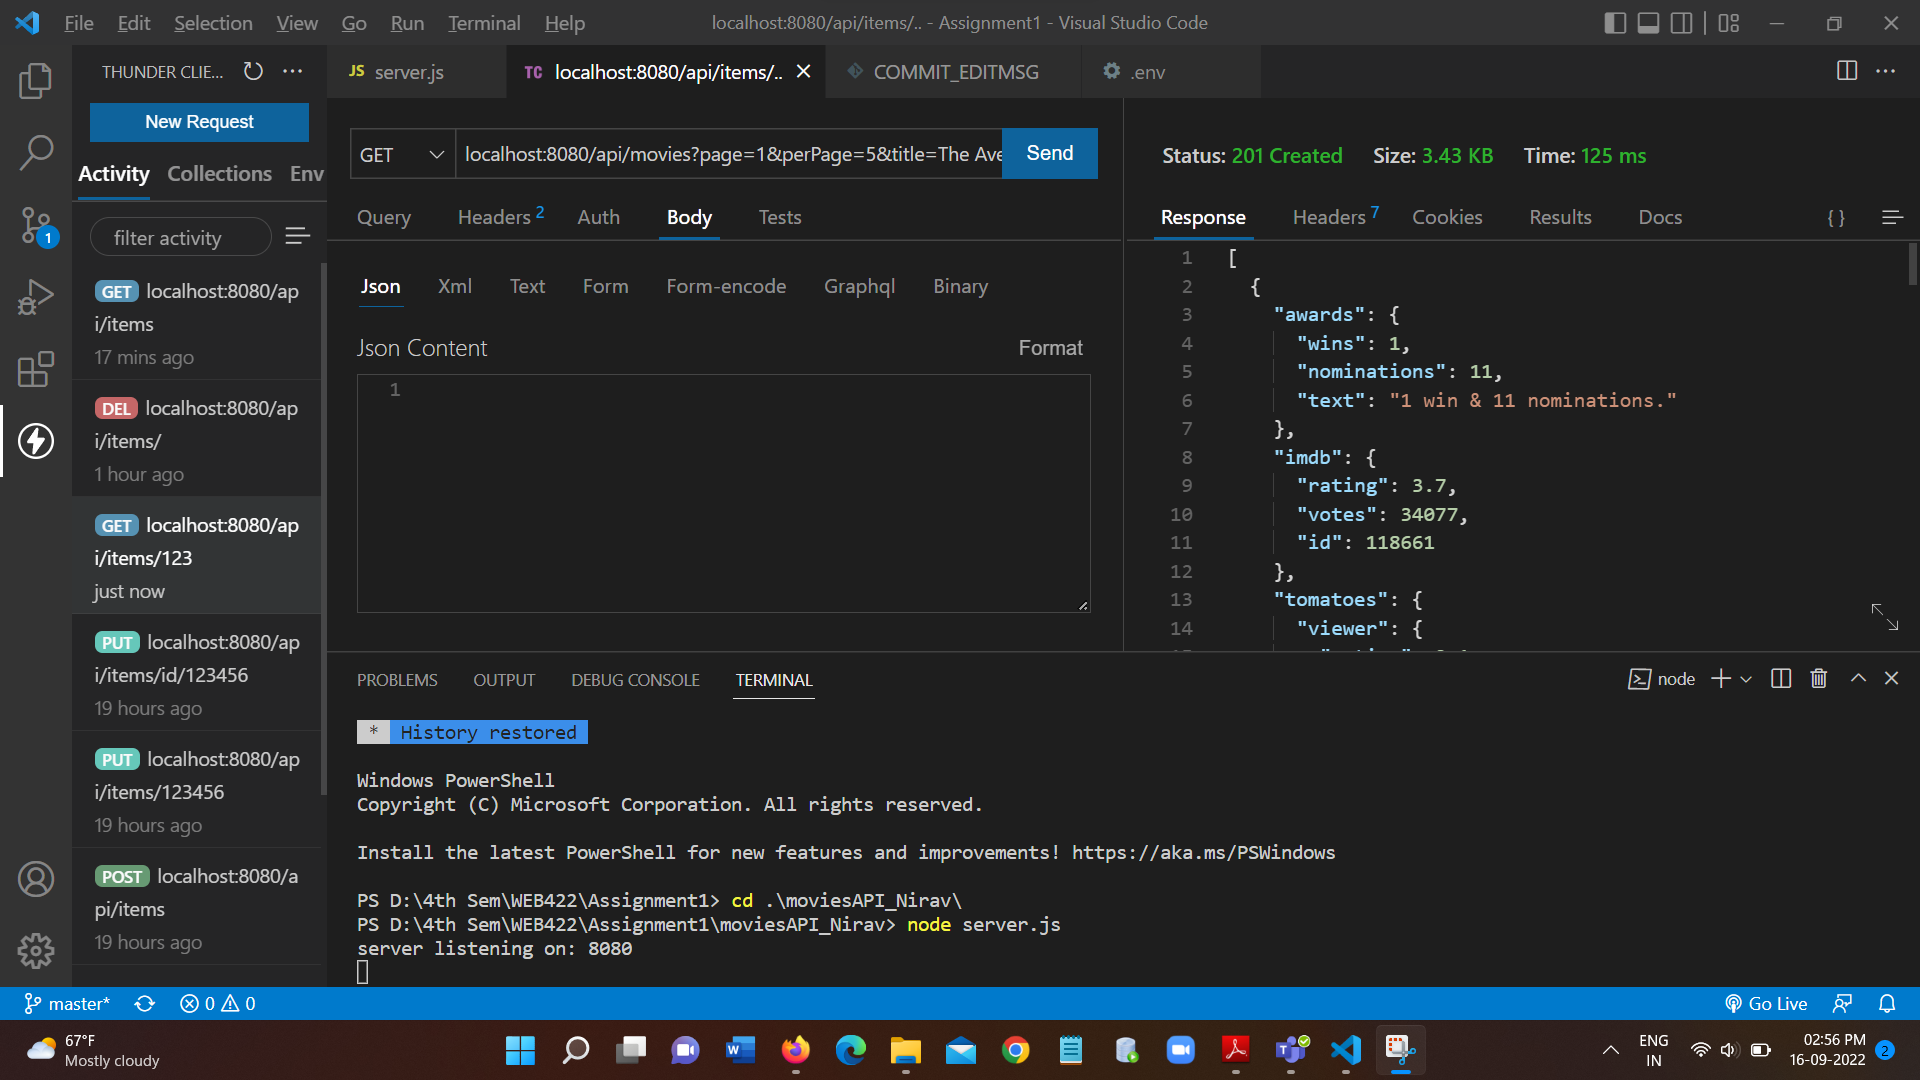 File Edit Selection View Go Run Terminal Help
localhost:8080/api/items/.. - Assignment1 - Visual Studio Code
THUNDER CLIE...
JS server.js
TC localhost:8080/api/items/..
COMMIT_EDITMSG
.env
New Request
Activity Collections Env
filter activity
GET localhost:8080/ap
i/items
17 mins ago
DEL localhost:8080/ap
i/items/
1 hour ago
GET localhost:8080/ap
i/items/123
just now
PUT localhost:8080/ap
i/items/id/123456
19 hours ago
PUT localhost:8080/ap
i/items/123456
19 hours ago
POST localhost:8080/a
pi/items
19 hours ago
1
GET localhost:8080/api/movies?page=1&perPage=5&title=The Ave Send
Query Headers 2 Auth Body Tests
Json Xml Text Form Form-encode Graphql Binary
Json Content Format
1
Status: 201 Created Size: 3.43 KB Time: 125 ms
Response Headers 7 Cookies Results Docs { }
1 [
2 {
3 "awards": {
4 "wins": 1,
5 "nominations": 11,
6 "text": "1 win & 11 nominations."
7 },
8 "imdb": {
9 "rating": 3.7,
10 "votes": 34077,
11 "id": 118661
12 },
13 "tomatoes": {
14 "viewer": {
PROBLEMS OUTPUT DEBUG CONSOLE TERMINAL
node
* History restored
Windows PowerShell
Copyright (C) Microsoft Corporation. All rights reserved.
Install the latest PowerShell for new features and improvements! https://aka.ms/PSWindows
PS D:\4th Sem\WEB422\Assignment1> cd .\moviesAPI_Nirav\
PS D:\4th Sem\WEB422\Assignment1\moviesAPI_Nirav> node server.js
server listening on: 8080
master* 0 0
Go Live
67°F
Mostly cloudy
ENG
IN
02:56 PM
16-09-2022
2